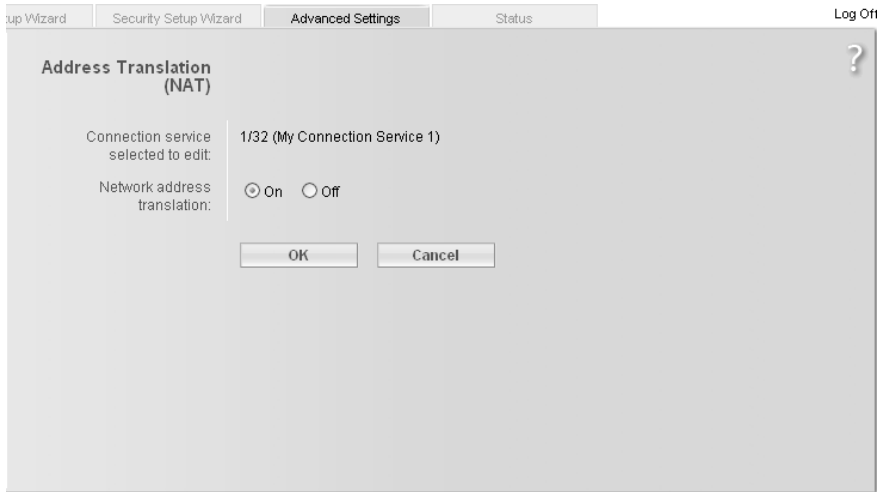 up Wizard Security Setup Wizard Advanced Settings Status Log Off
?
Address Translation
(NAT)
Connection service
selected to edit:
1/32 (My Connection Service 1)
Network address
translation:
On Off
OK Cancel